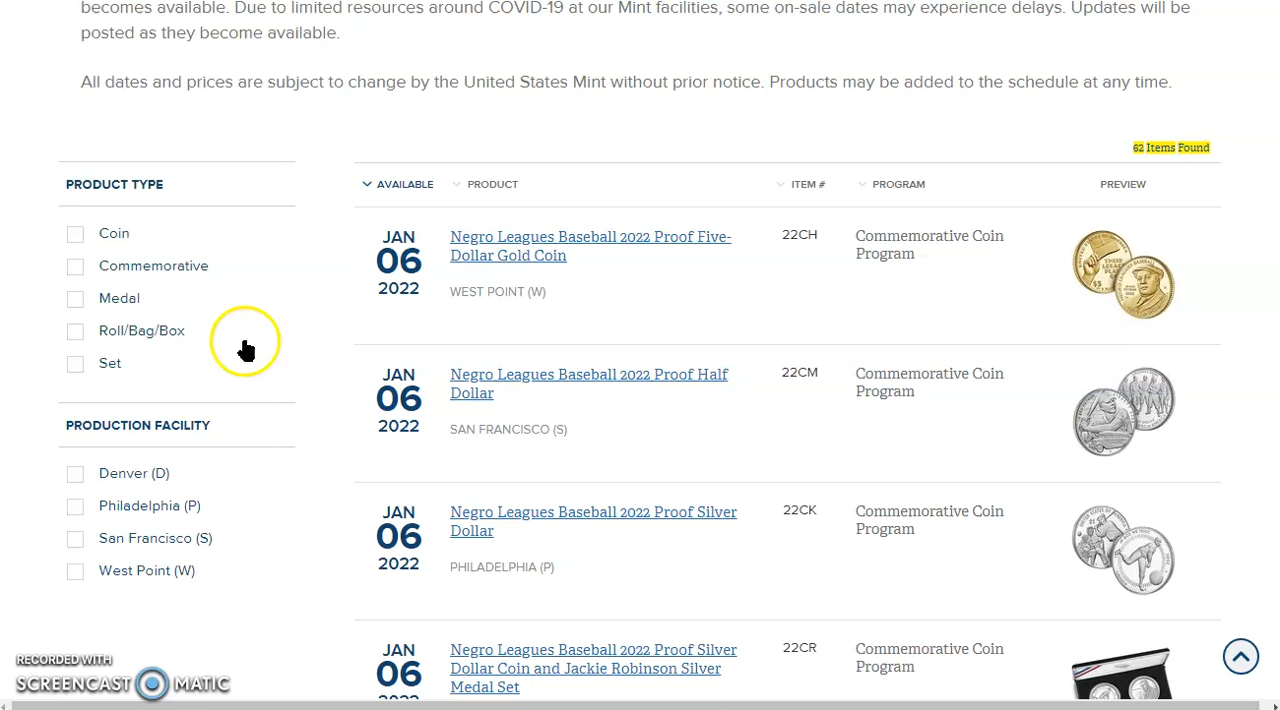 becomes available. Due to limited resources around COVID-19 at our Mint facilities, some on-sale dates may experience delays. Updates will be
posted as they become available.
All dates and prices are subject to change by the United States Mint without prior notice. Products may be added to the schedule at any time.
62 Items Found
PRODUCT TYPE
Coin
Commemorative
Medal
Roll/Bag/Box
Set
PRODUCTION FACILITY
Denver (D)
Philadelphia (P)
San Francisco (S)
West Point (W)
AVAILABLE PRODUCT ITEM # PROGRAM PREVIEW
JAN
06
2022
Negro Leagues Baseball 2022 Proof Five-
Dollar Gold Coin
WEST POINT (W)
22CH
Commemorative Coin
Program
JAN
06
2022
Negro Leagues Baseball 2022 Proof Half
Dollar
SAN FRANCISCO (S)
22CM
Commemorative Coin
Program
JAN
06
2022
Negro Leagues Baseball 2022 Proof Silver
Dollar
PHILADELPHIA (P)
22CK
Commemorative Coin
Program
JAN
06
2022
Negro Leagues Baseball 2022 Proof Silver
Dollar Coin and Jackie Robinson Silver
Medal Set
22CR
Commemorative Coin
Program
RECORDED WITH
SCREENCAST MATIC